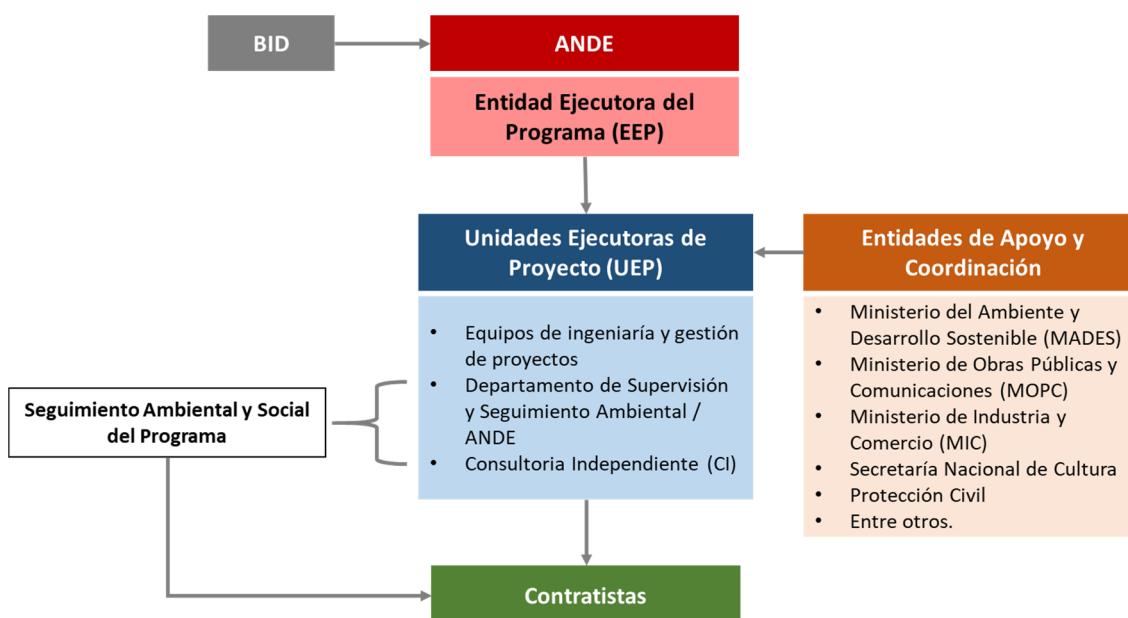 BID
ANDE
Entidad Ejecutora del
Programa (EEP)
Unidades Ejecutoras de
Proyecto (UEP)
• Equipos de ingeniaría y gestión
de proyectos
• Departamento de Supervisión
y Seguimiento Ambiental /
ANDE
• Consultoria Independiente (CI)
Entidades de Apoyo y
Coordinación
• Ministerio del Ambiente y
Desarrollo Sostenible (MADES)
• Ministerio de Obras Públicas y
Comunicaciones (MOPC)
• Ministerio de Industria y
Comercio (MIC)
• Secretaría Nacional de Cultura
• Protección Civil
• Entre otros.
Seguimiento Ambiental y Social
del Programa
Contratistas